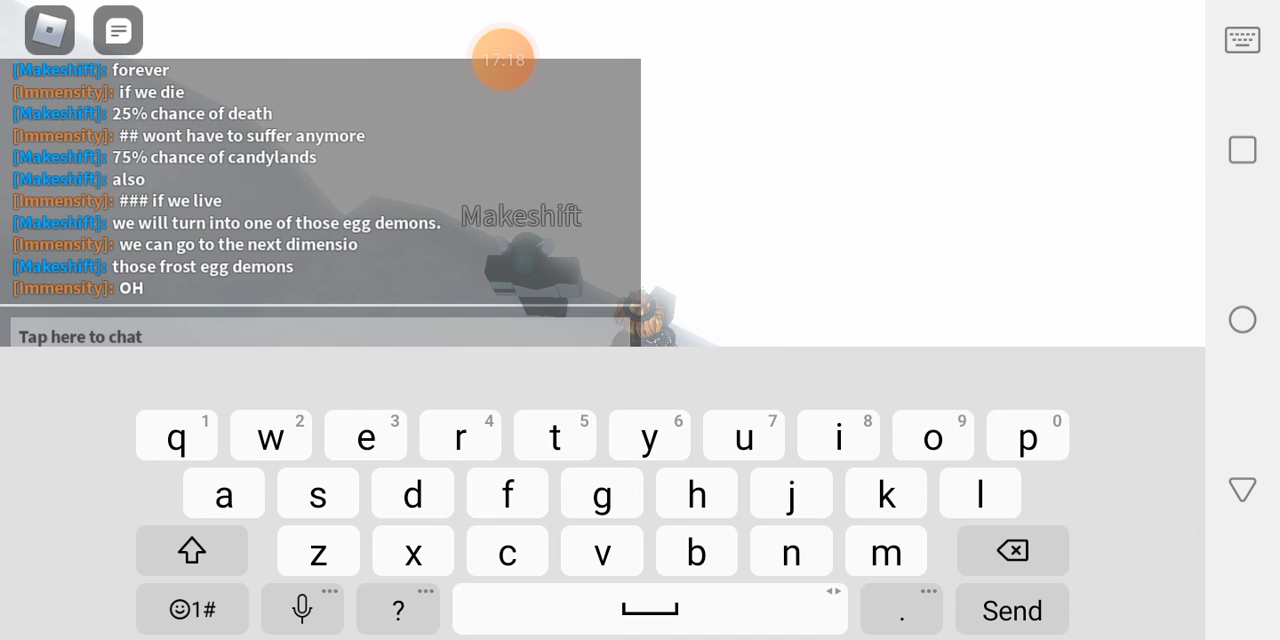 17:18
[Makeshift]: forever
[Immensity]: if we die
[Makeshift]: 25% chance of death
[Immensity]: ## wont have to suffer anymore
[Makeshift]: 75% chance of candylands
[Makeshift]: also
[Immensity]: ### if we live
[Makeshift]: we will turn into one of those egg demons.
Makeshift
[Immensity]: we can go to the next dimensio
[Makeshift]: those frost egg demons
[Immensity]: OH
Tap here to chat
q 1 w 2 e 3 r 4 t 5 y 6 u 7 i 8 o 9 p 0
a s d f g h j k l
z x c v b n m
1# ? . Send